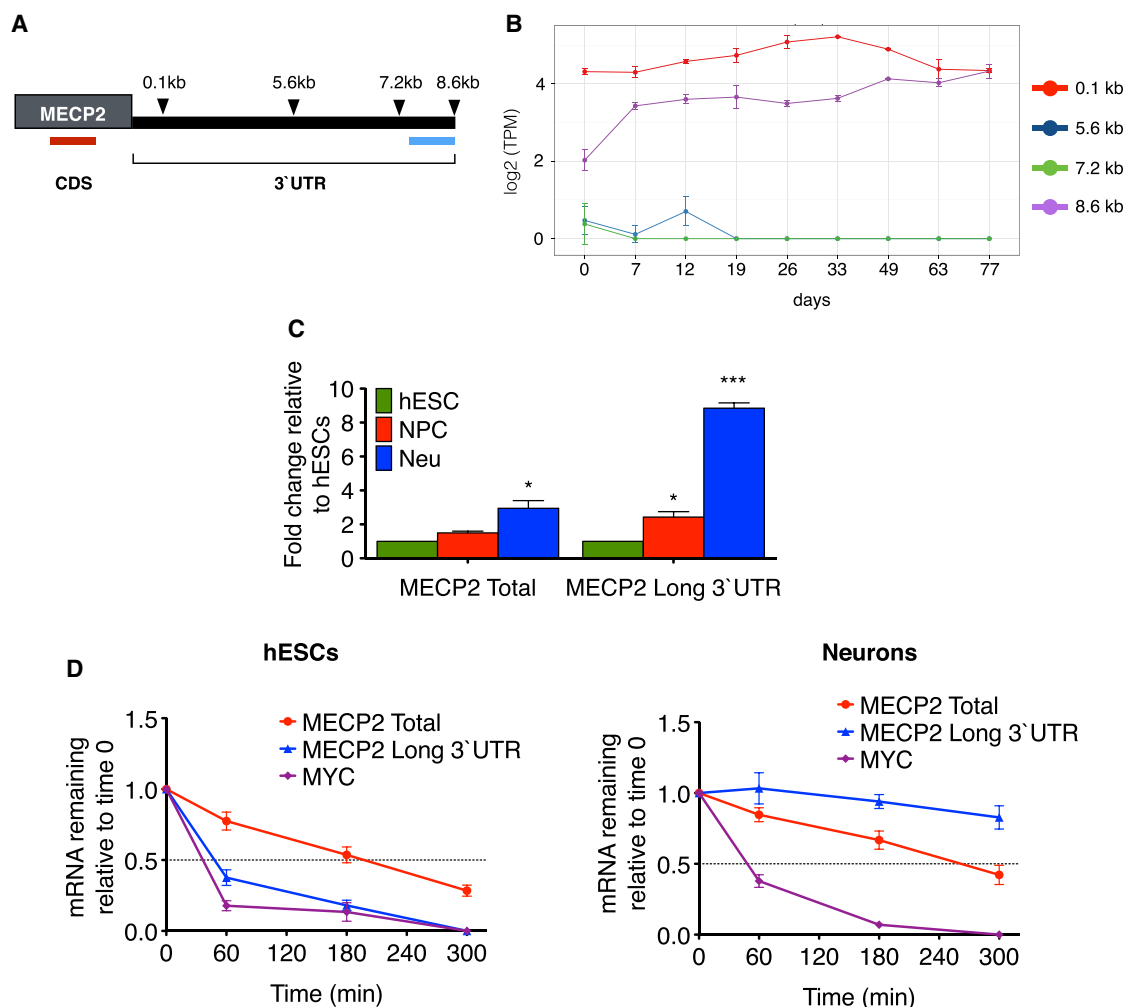 A
0.1kb 5.6kb 7.2kb 8.6kb
MECP2
CDS 3`UTR
B
log2 (TPM)
4
2
0
0 7 12 19 26 33 49 63 77
days
0.1 kb
5.6 kb
7.2 kb
8.6 kb
C
Fold change relative
to hESCs
10
8
6
4
2
0
hESC
NPC
Neu
* * ***
MECP2 Total MECP2 Long 3`UTR
D
hESCs
mRNA remaining
relative to time 0
1.5
1.0
0.5
0.0
MECP2 Total
MECP2 Long 3`UTR
MYC
0 60 120 180 240 300
Time (min)
Neurons
mRNA remaining
relative to time 0
1.5
1.0
0.5
0.0
MECP2 Total
MECP2 Long 3`UTR
MYC
0 60 120 180 240 300
Time (min)